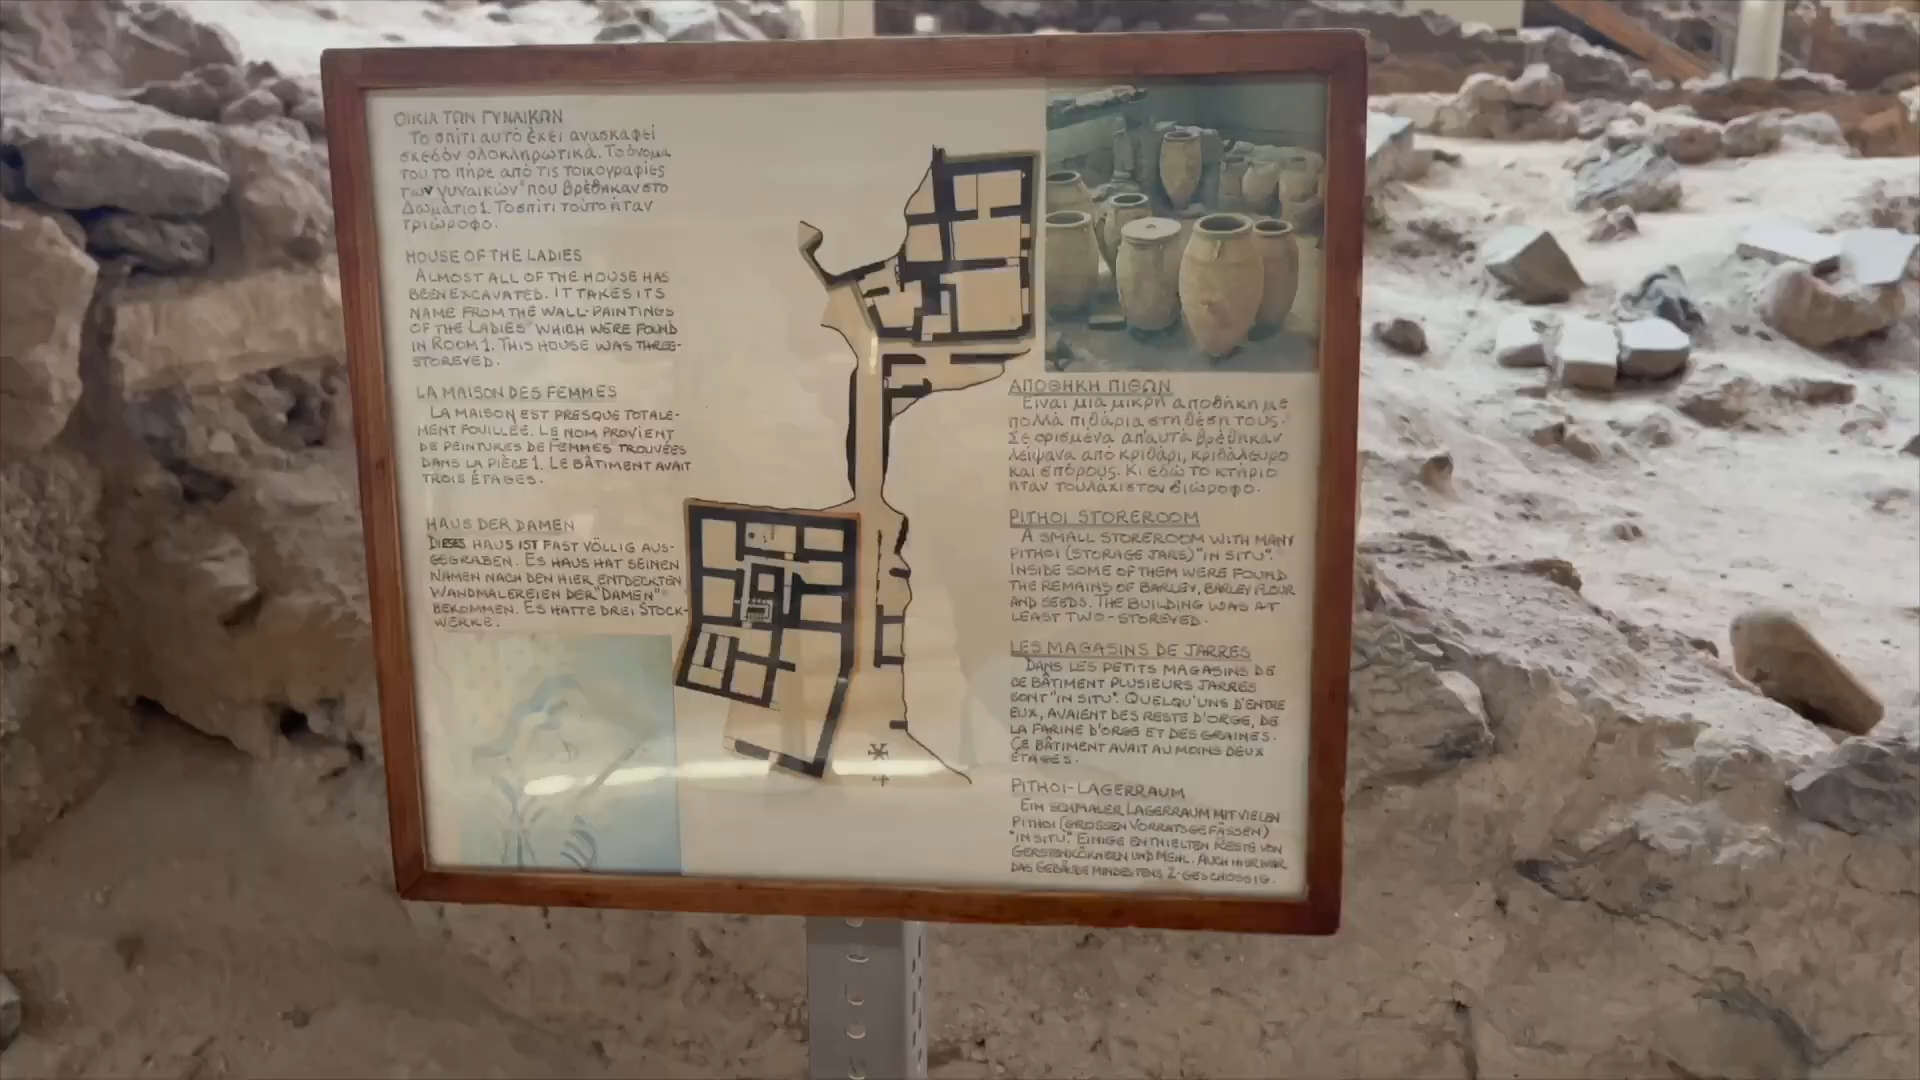 ΟΙΚΙΑ ΤΩΝ ΓΥΝΑΙΚΩΝ
Το σπίτι αυτό έχει ανασκαφεί
σχεδόν ολοκληρωτικά. Το όνομα
του το πήρε από τις τοιχογραφίες
των γυναικών" που βρέθηκαν στο
Δωμάτιο 1. Το σπίτι τούτο ήταν
τριώροφο.
HOUSE OF THE LADIES
ALMOST ALL OF THE HOUSE HAS
BEEN EXCAVATED. IT TAKES ITS
NAME FROM THE WALL-PAINTINGS
OF THE LADIES" WHICH WERE FOUND
IN ROOM 1. THIS HOUSE WAS THREE-
STOREYED.
LA MAISON DES FEMMES
LA MAISON EST PRESQUE TOTALE-
MENT FOUILLÉE. LE NOM PROVIENT
DE PEINTURES DE FEMMES TROUVÉES
DANS LA PIÈCE 1. LE BÂTIMENT AVAIT
TROIS ÉTAGES.
HAUS DER DAMEN
DIESES HAUS IST FAST VÖLLIG AUS-
GEGRABEN. ES HAUS HAT SEINEN
NAMEN NACH DEN HIER ENTDECKTEN
WANDMALEREIEN DER "DAMEN"
BEKOMMEN. ES HATTE DREI STOCK-
WERKE.
ΑΠΟΘΗΚΗ ΠΙΘΩΝ
Είναι μιά μικρή αποθήκη με
πολλά πιθάρια στη θέση τους.
Σε ορισμένα απ' αυτά βρέθηκαν
λείψανα από κριθάρι, κριθάλευρο
και σπόρους. Κι εδώ το κτήριο
ήταν τουλάχιστον διώροφο.
PITHOI STOREROOM
A SMALL STOREROOM WITH MANY
PITHOI (STORAGE JARS) "IN SITU".
INSIDE SOME OF THEM WERE FOUND
THE REMAINS OF BARLEY, BARLEY FLOUR
AND SEEDS. THE BUILDING WAS AT
LEAST TWO-STOREYED.
LES MAGASINS DE JARRES
DANS LES PETITS MAGASINS DE
CE BÂTIMENT PLUSIEURS JARRES
SONT "IN SITU". QUELQU'UNS D'ENTRE
EUX, AVAIENT DES RESTE D'ORGE, DE
LA FARINE D'ORGE ET DES GRAINES.
CE BÂTIMENT AVAIT AU MOINS DEUX
ÉTAGES.
PITHOI-LAGERRAUM
EIN SCHMALER LAGERRAUM MIT VIELEN
PITHOI (GROSSEN VORRATSGEFÄSSEN)
"IN SITU". EINIGE ENTHIELTEN RESTE VON
GERSTENKÖRNERN UND MEHL. AUCH HIER WAR
DAS GEBÄUDE MINDESTENS 2-GESCHOSSIG.